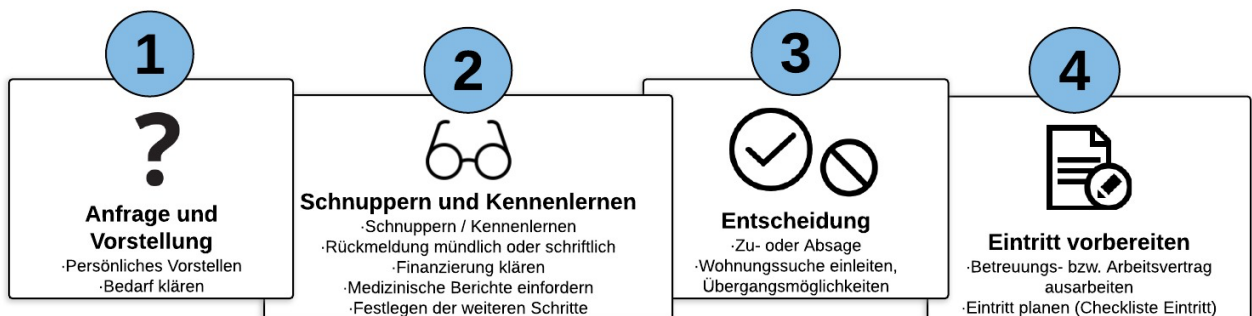 1
?
Anfrage und
Vorstellung
·Persönliches Vorstellen
·Bedarf klären
2
Schnuppern und Kennenlernen
·Schnuppern / Kennenlernen
·Rückmeldung mündlich oder schriftlich
·Finanzierung klären
·Medizinische Berichte einfordern
·Festlegen der weiteren Schritte
3
Entscheidung
·Zu- oder Absage
·Wohnungssuche einleiten,
Übergangsmöglichkeiten
4
Eintritt vorbereiten
·Betreuungs- bzw. Arbeitsvertrag
ausarbeiten
·Eintritt planen (Checkliste Eintritt)